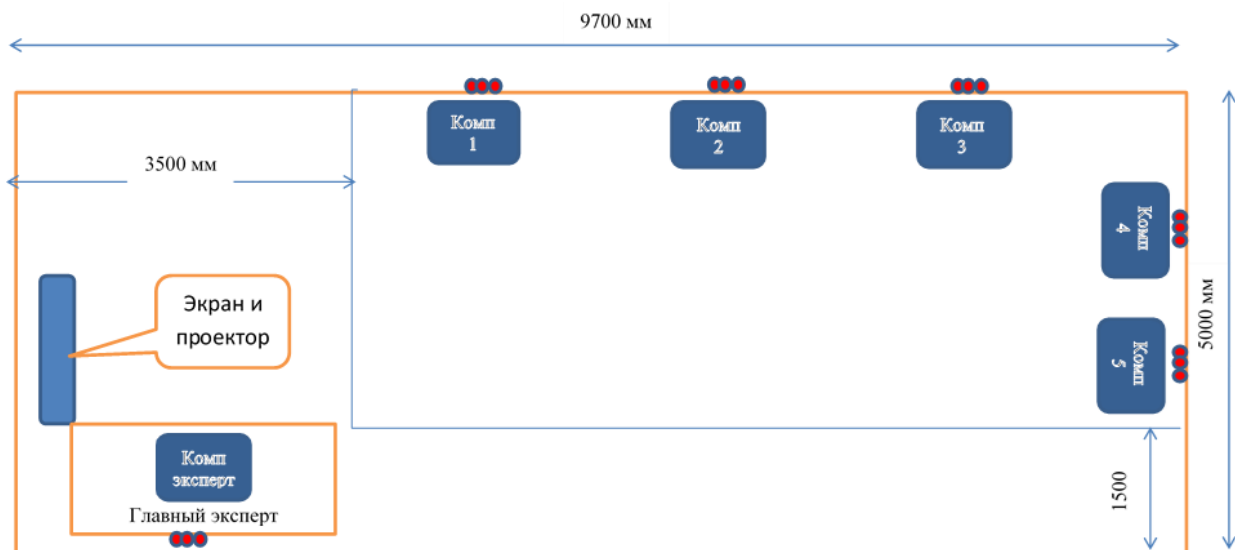 9700 мм
Комп
1
Комп
2
Комп
3
3500 мм
Комп
4
Экран и
проектор
5000 мм
Комп
5
Комп
эксперт
Главный эксперт
1500